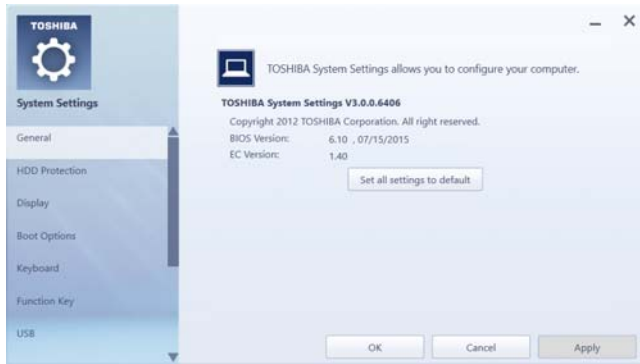 TOSHIBA
System Settings
General
HDD Protection
Display
Boot Options
Keyboard
Function Key
USB
TOSHIBA System Settings allows you to configure your computer.
TOSHIBA System Settings V3.0.0.6406
Copyright 2012 TOSHIBA Corporation. All right reserved.
BIOS Version: 6.10 , 07/15/2015
EC Version: 1.40
Set all settings to default
OK Cancel Apply